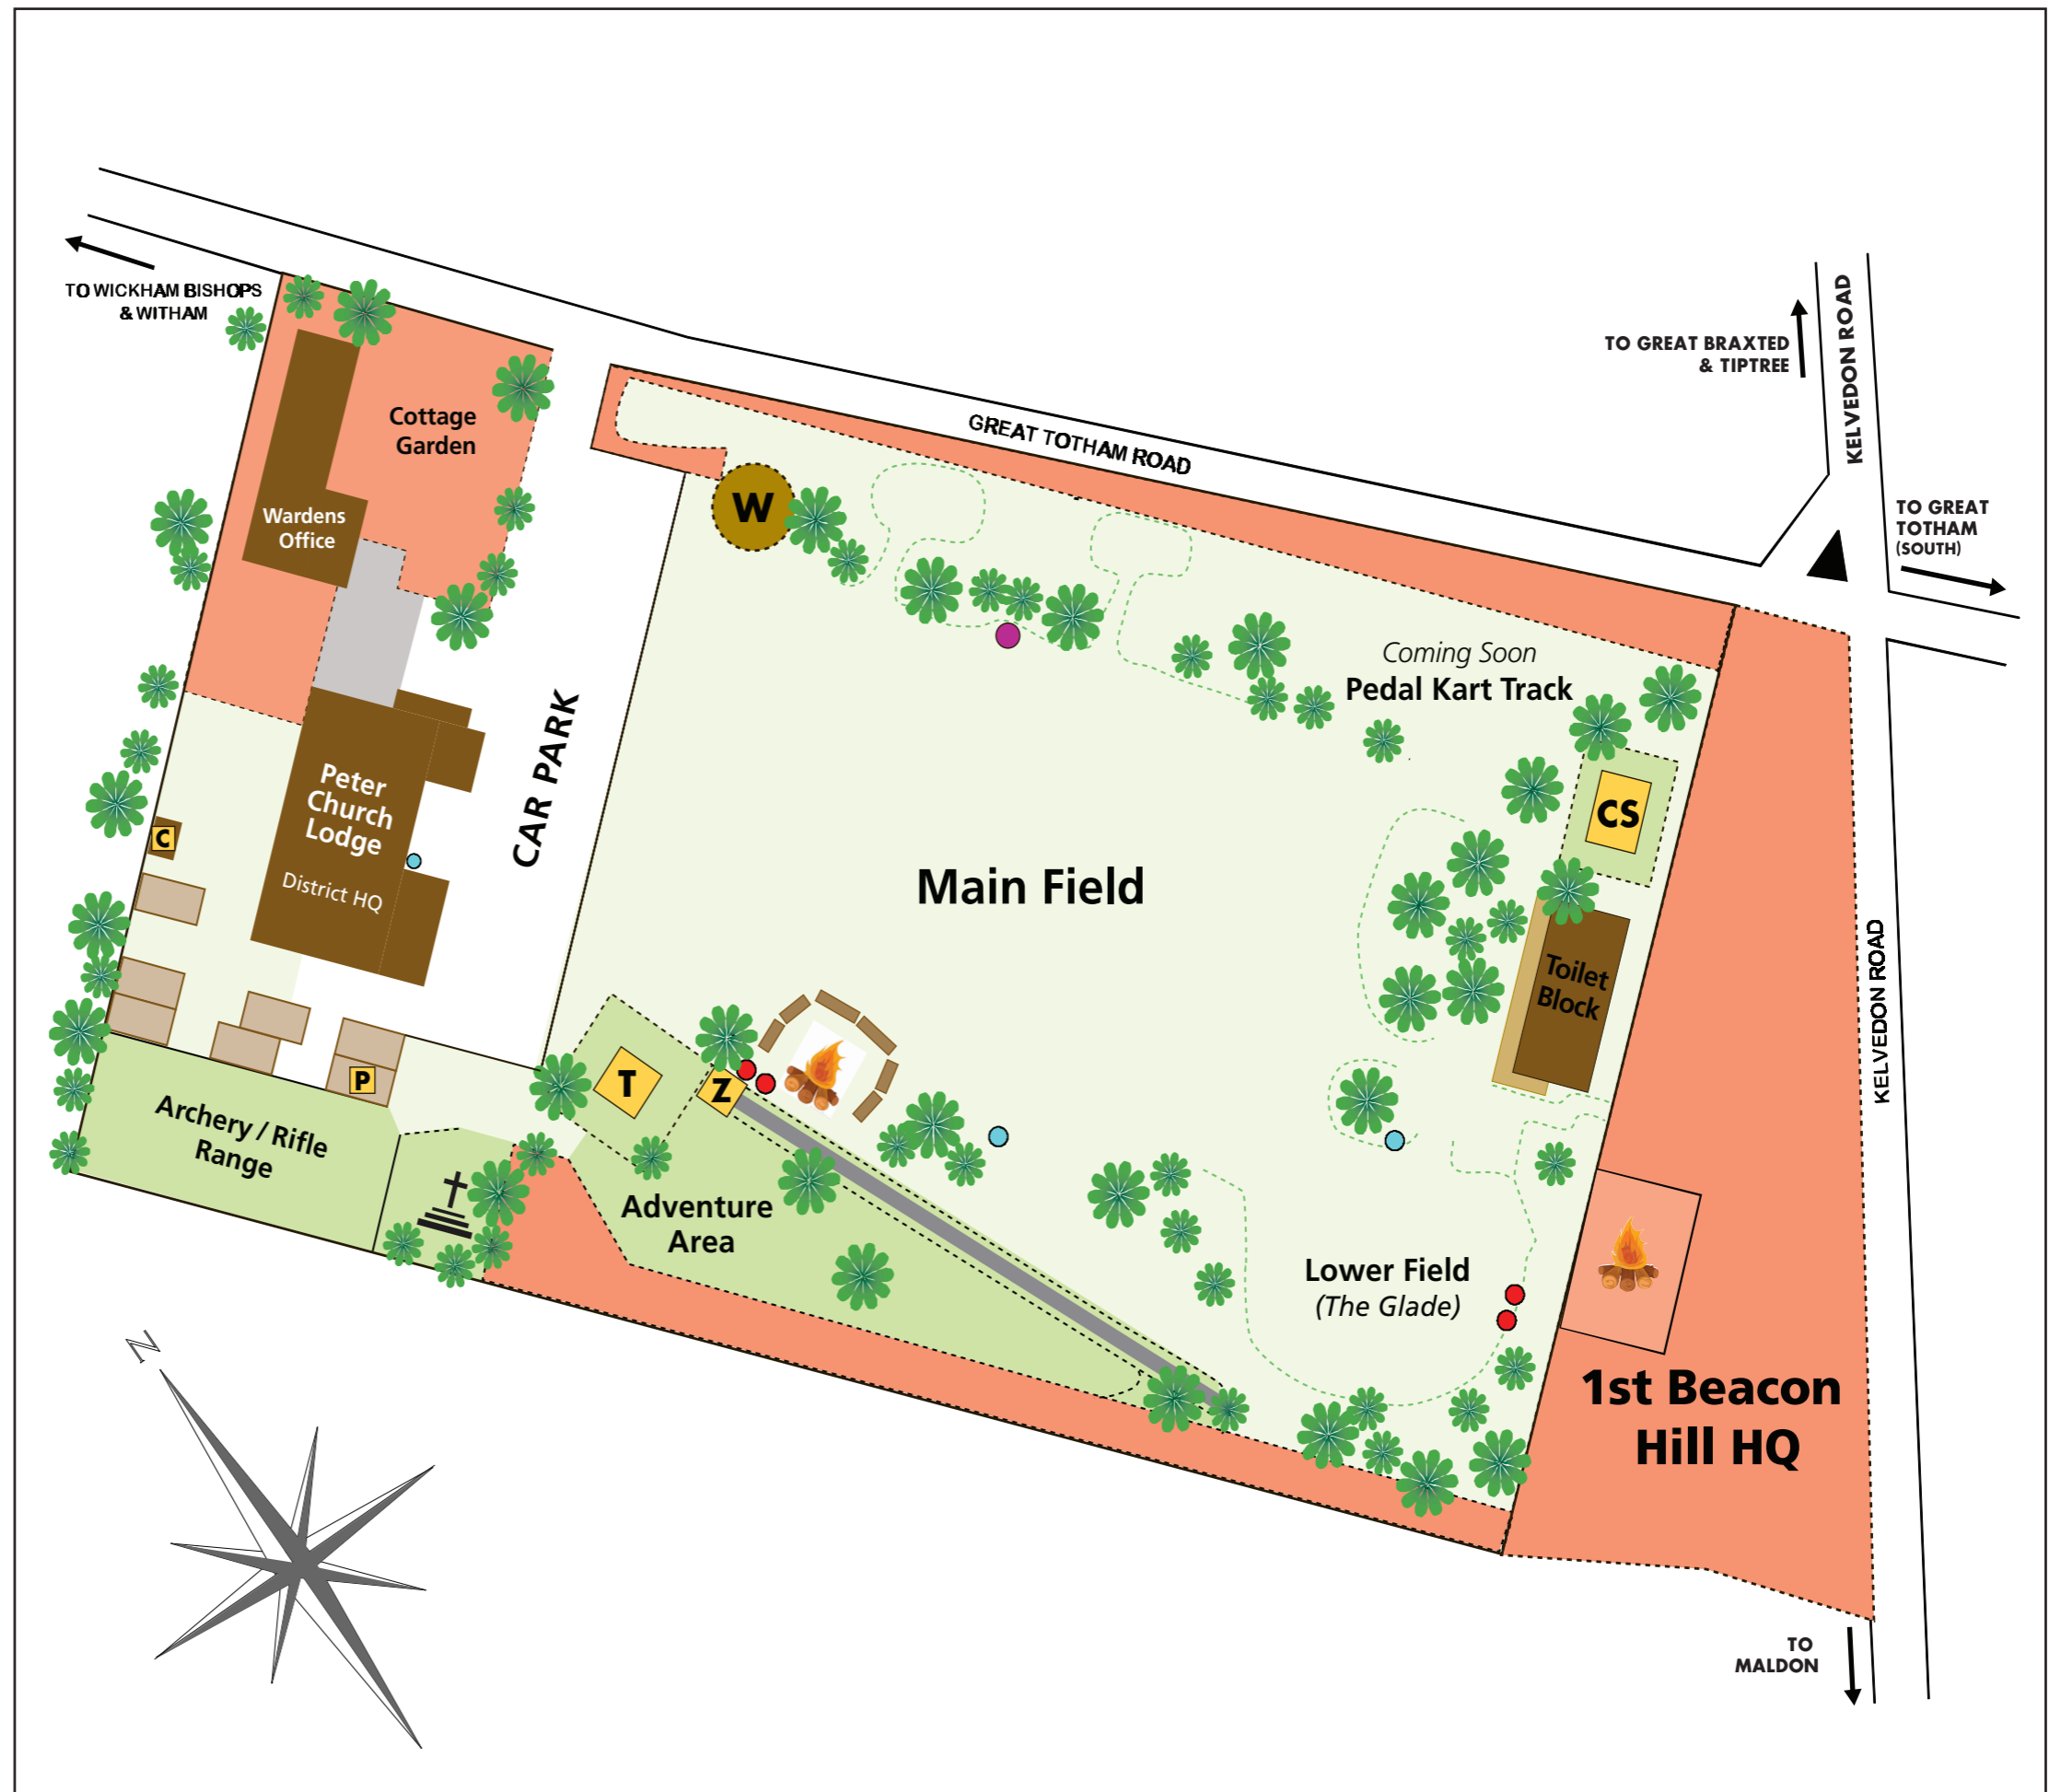 TO WICKHAM BISHOPS
& WITHAM
Cottage
Garden
Wardens
Office
GREAT TOTHAM ROAD
TO GREAT BRAXTED
& TIPTREE
KELVEDON ROAD
TO GREAT
TOTHAM
(SOUTH)
W
Coming Soon
Pedal Kart Track
CAR PARK
Peter
Church
Lodge
District HQ
C
CS
Main Field
Toilet
Block
KELVEDON ROAD
P
T
Z
Archery / Rifle
Range
Adventure
Area
Lower Field
(The Glade)
1st Beacon
Hill HQ
N
TO
MALDON